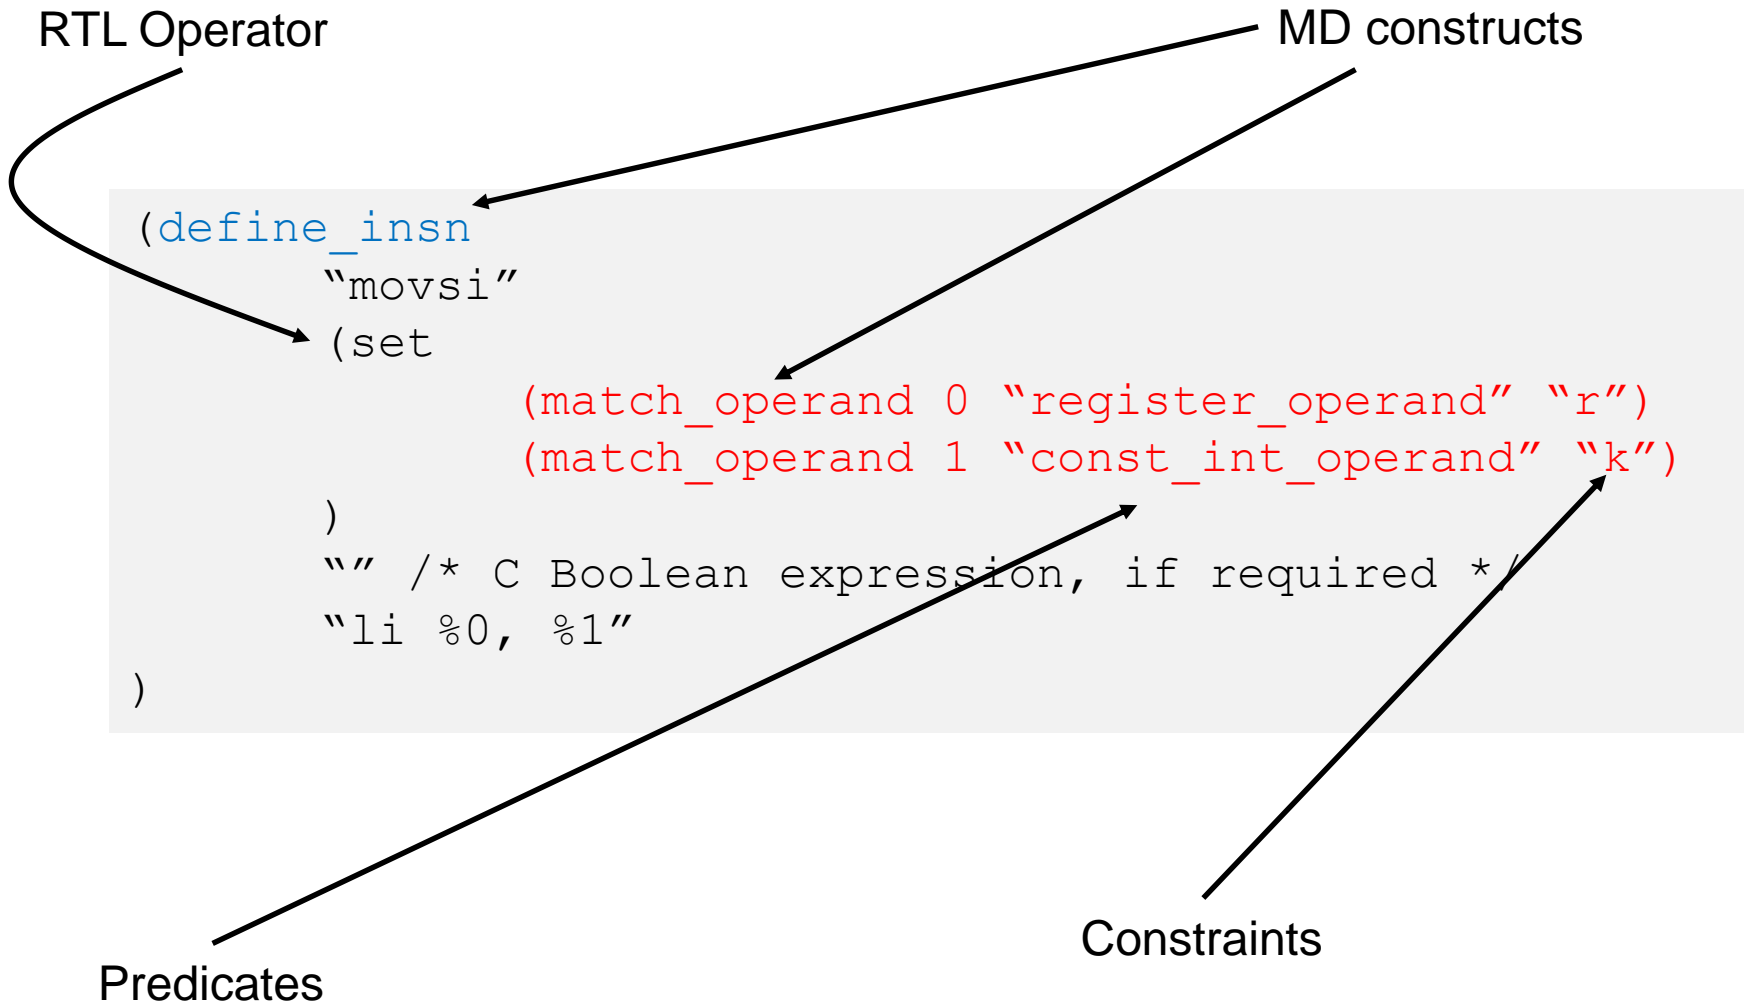 RTL Operator
MD constructs
(define_insn
“movsi”
(set
(match_operand 0 “register_operand” “r”)
(match_operand 1 “const_int_operand” “k”)
)
“” /* C Boolean expression, if required */
“li %0, %1”
)
Constraints
Predicates